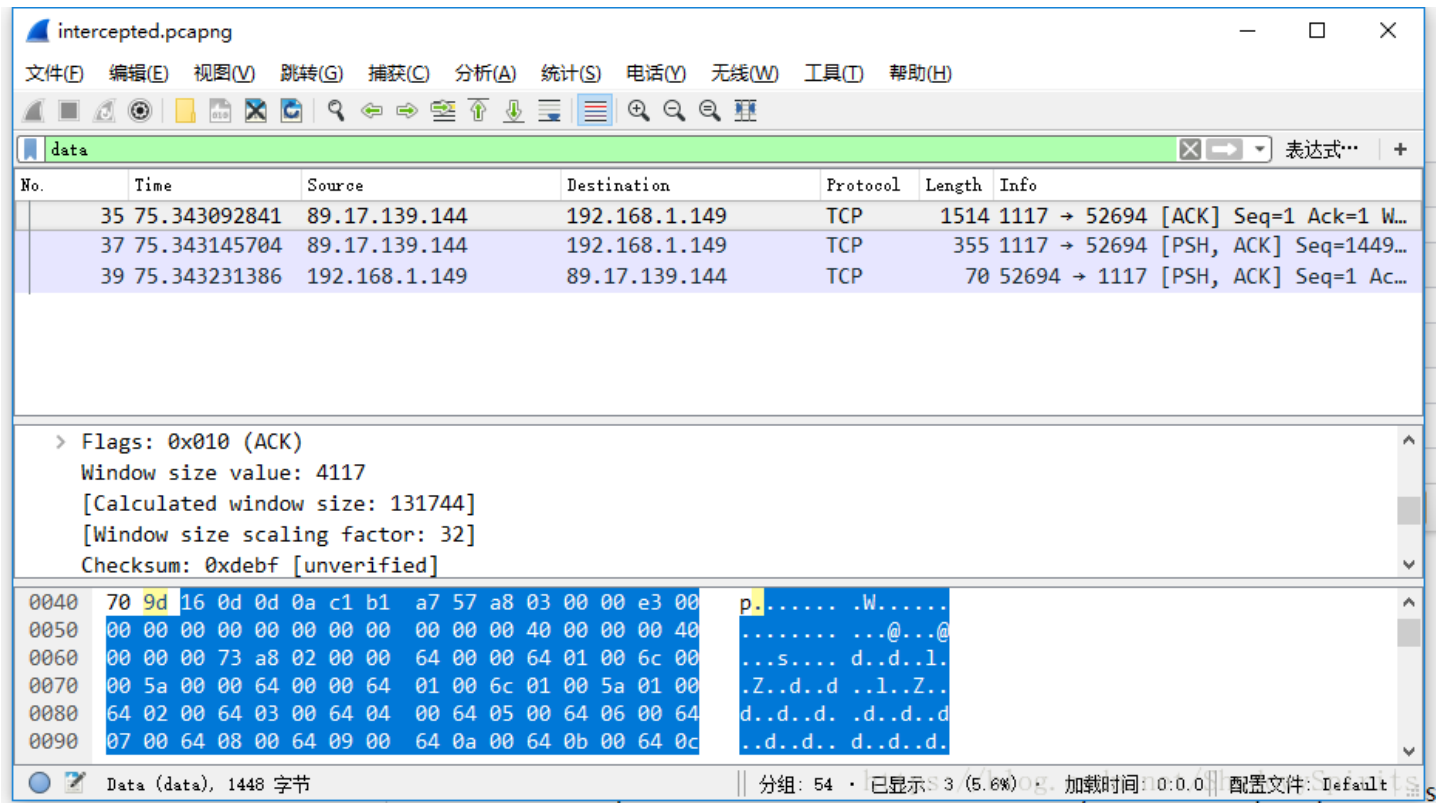 intercepted.pcapng
文件(F) 编辑(E) 视图(V) 跳转(G) 捕获(C) 分析(A) 统计(S) 电话(Y) 无线(W) 工具(T) 帮助(H)
data 表达式… +
No. Time Source Destination Protocol Length Info
35 75.343092841 89.17.139.144 192.168.1.149 TCP 1514 1117 → 52694 [ACK] Seq=1 Ack=1 W…
37 75.343145704 89.17.139.144 192.168.1.149 TCP 355 1117 → 52694 [PSH, ACK] Seq=1449…
39 75.343231386 192.168.1.149 89.17.139.144 TCP 70 52694 → 1117 [PSH, ACK] Seq=1 Ac…
> Flags: 0x010 (ACK)
Window size value: 4117
[Calculated window size: 131744]
[Window size scaling factor: 32]
Checksum: 0xdebf [unverified]
0040 70 9d 16 0d 0d 0a c1 b1 a7 57 a8 03 00 00 e3 00 p....... .W......
0050 00 00 00 00 00 00 00 00 00 00 00 40 00 00 00 40 ........ ...@...@
0060 00 00 00 73 a8 02 00 00 64 00 00 64 01 00 6c 00 ...s.... d..d..l.
0070 00 5a 00 00 64 00 00 64 01 00 6c 01 00 5a 01 00 .Z..d..d ..l..Z..
0080 64 02 00 64 03 00 64 04 00 64 05 00 64 06 00 64 d..d..d. .d..d..d
0090 07 00 64 08 00 64 09 00 64 0a 00 64 0b 00 64 0c ..d..d.. d..d..d.
Data (data), 1448 字节 分组: 54 · 已显示: 3 (5.6%) · 加载时间: 0:0.0 配置文件: Default